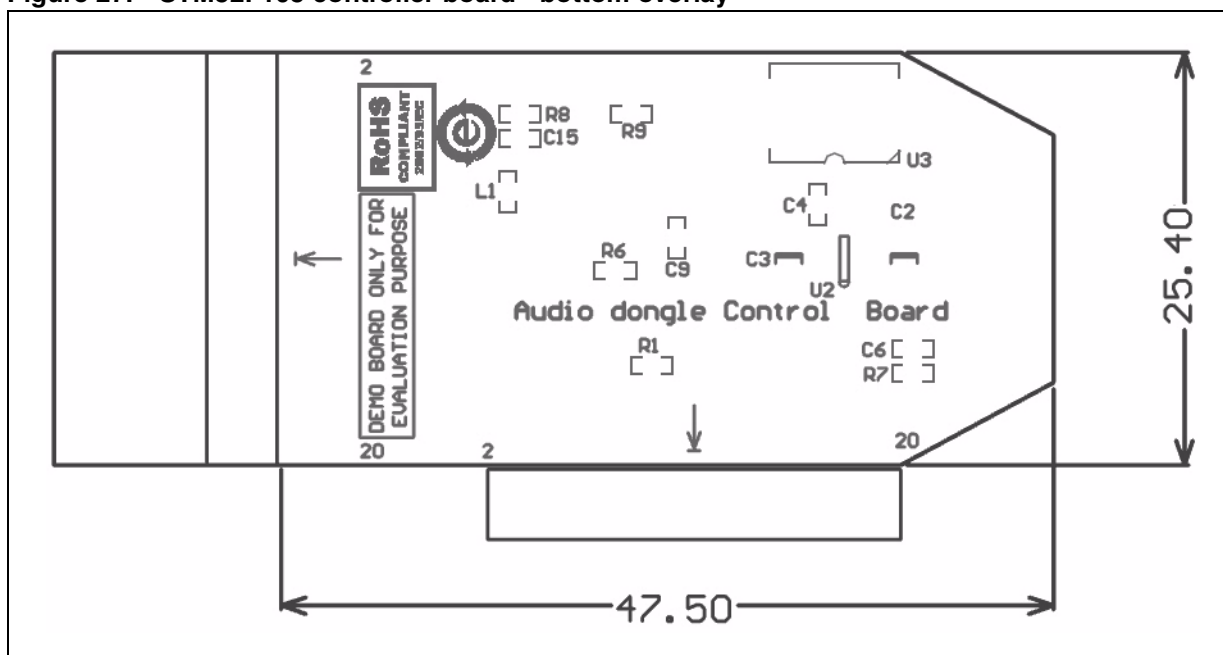 Figure controller board - bottom overlay
2
RoHS
COMPLIANT
e
R8
C15
R9
U3
L1
C4
C2
DEMO BOARD ONLY FOR
EVALUATION PURPOSE
R6
C9
C3
U2
Audio dongle Control Board
R1
C6
R7
20
2
20
25.40
47.50